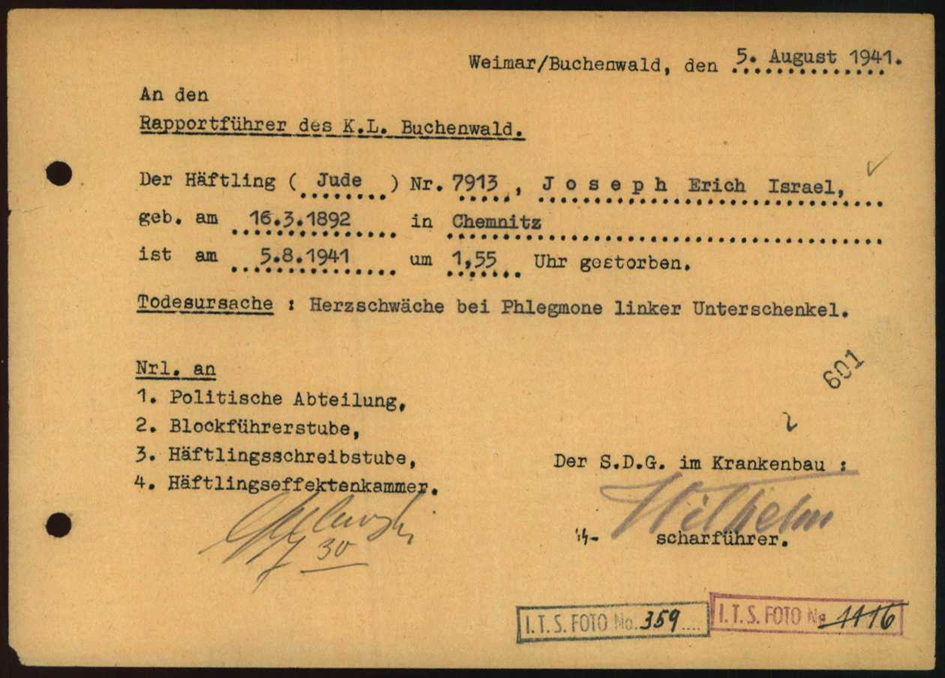 Weimar/Buchenwald, den 5. August 1941.
An den
Rapportführer des K.L. Buchenwald.
Der Häftling ( Jude ) Nr. 7913 , J o s e p h Erich Israel,
geb. am 16.3.1892 in Chemnitz
ist am 5.8.1941 um 1,55 Uhr gestorben.
Todesursache : Herzschwäche bei Phlegmone linker Unterschenkel.
601
Nrl. an
1. Politische Abteilung,
2. Blockführerstube,
3. Häftlingsschreibstube,
4. Häftlingseffektenkammer.
30
Der S.D.G. im Krankenbau :
Wilhelm
ᛋᛋ- scharführer.
I.T.S. FOTO No. 359
I.T.S. FOTO No 1116